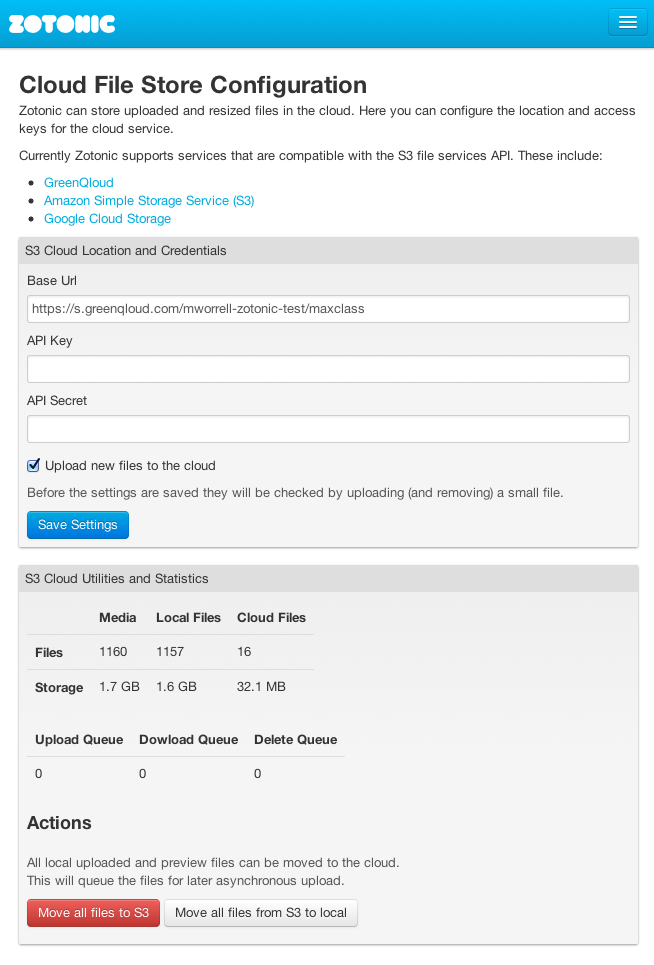 ZOTONIC
Cloud File Store Configuration
Zotonic can store uploaded and resized files in the cloud. Here you can configure the location and access
keys for the cloud service.
Currently Zotonic supports services that are compatible with the S3 file services API. These include:
GreenQloud
Amazon Simple Storage Service (S3)
Google Cloud Storage
S3 Cloud Location and Credentials
Base Url
https://s.greenqloud.com/mworrell-zotonic-test/maxclass
API Key
API Secret
Upload new files to the cloud
Before the settings are saved they will be checked by uploading (and removing) a small file.
Save Settings
S3 Cloud Utilities and Statistics
Media Local Files Cloud Files
Files 1160 1157 16
Storage 1.7 GB 1.6 GB 32.1 MB
Upload Queue Dowload Queue Delete Queue
0 0 0
Actions
All local uploaded and preview files can be moved to the cloud.
This will queue the files for later asynchronous upload.
Move all files to S3 Move all files from S3 to local